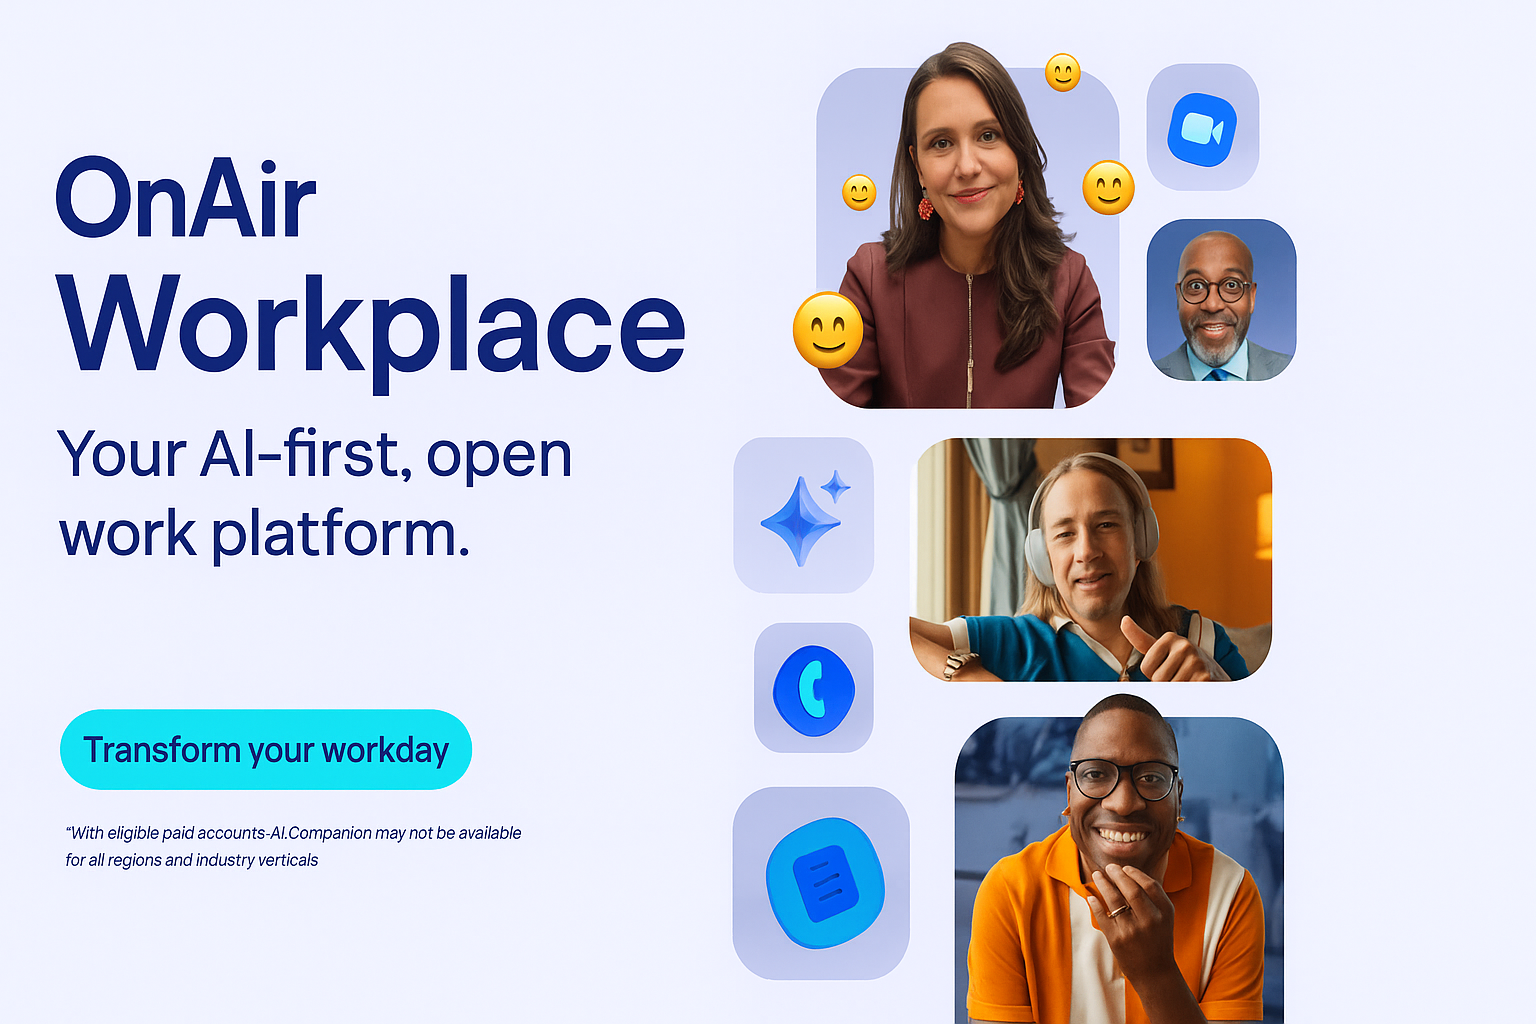 OnAir
Workplace
Your AI-first, open
work platform.
Transform your workday
“With eligible paid accounts-AI.Companion may not be available
for all regions and industry verticals